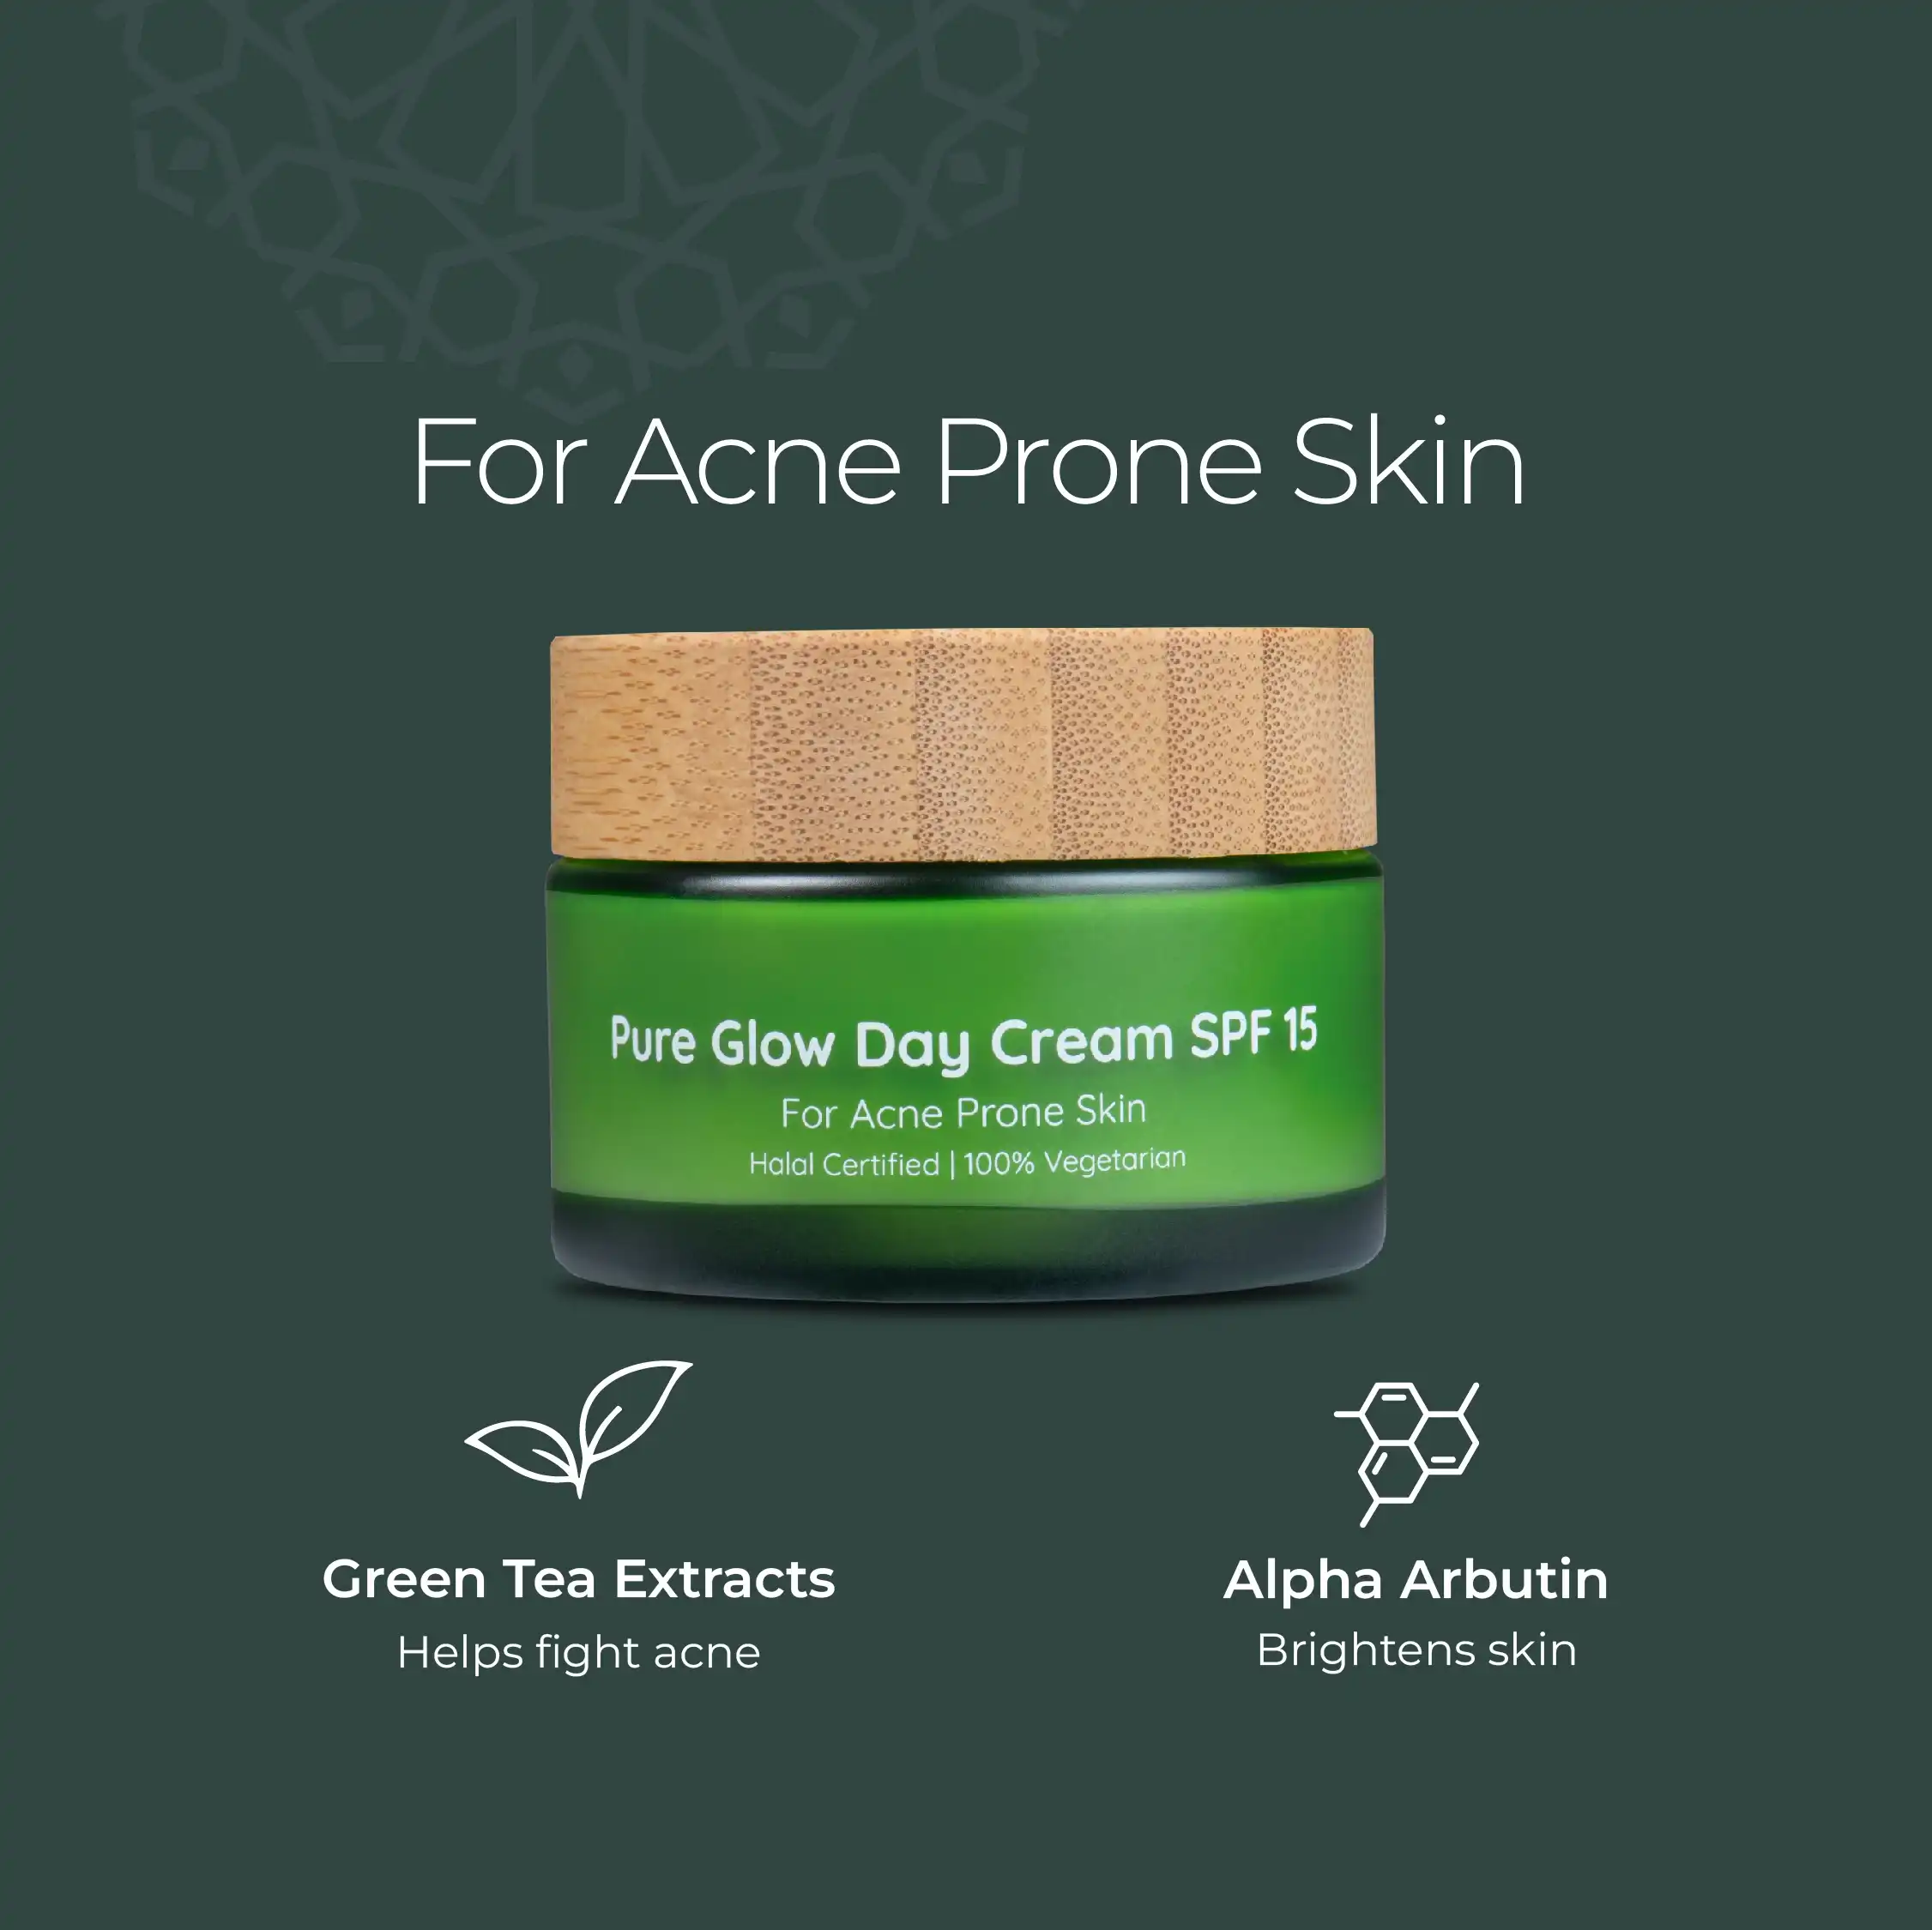 For Acne Prone Skin
Pure Glow Day Cream SPF 15
For Acne Prone Skin
Halal Certified | 100% Vegetarian
Green Tea Extracts
Helps fight acne
Alpha Arbutin
Brightens skin